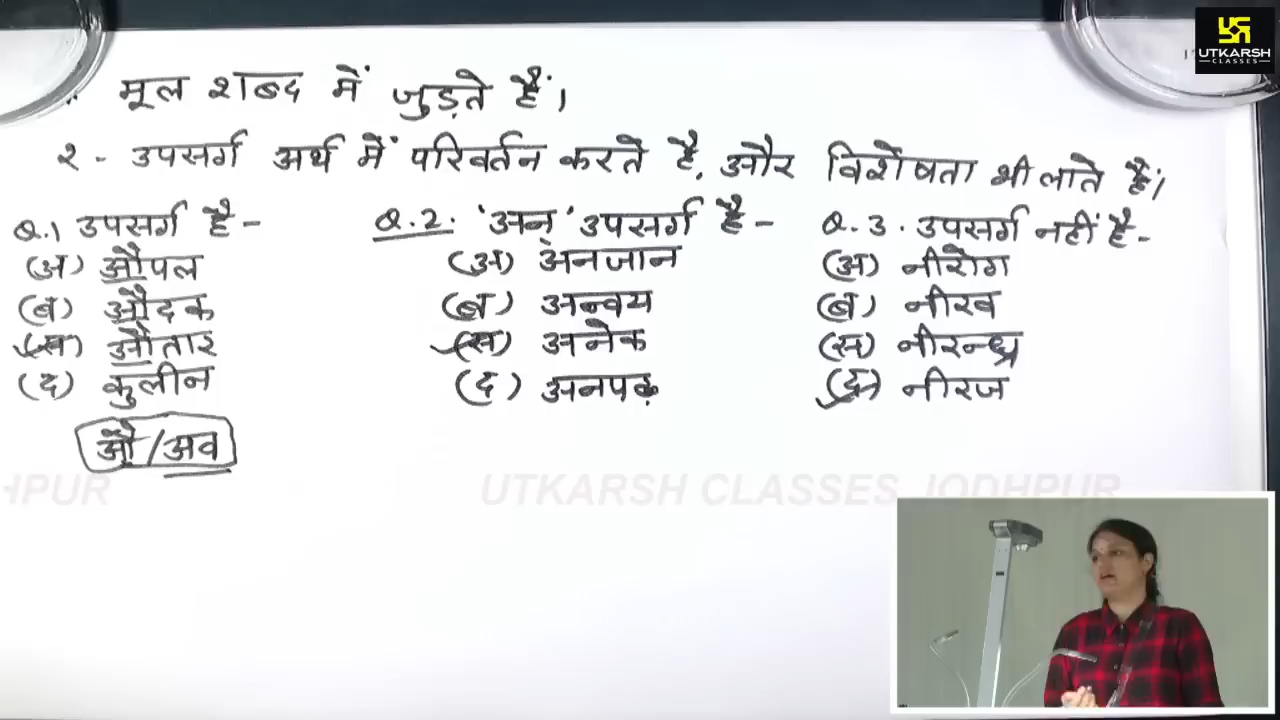 UTKARSH
CLASSES
मूल शब्द में जुड़ते हैं।
२ - उपसर्ग अर्थ में परिवर्तन करते है, और विशेषता भी लाते है।
Q.1 उपसर्ग है -
(अ) औपल
(ब) औदक
(स) औतार
(द) कुलीन
औ/अव
Q.2. 'अन्' उपसर्ग है -
(अ) अनजान
(ब) अन्वय
(स) अनेक
(द) अनपढ़
Q.3. उपसर्ग नहीं है -
(अ) नीरोग
(ब) नीरव
(स) नीरन्ध्र
(द) नीरज
HPUR
UTKARSH CLASSES, JODHPUR